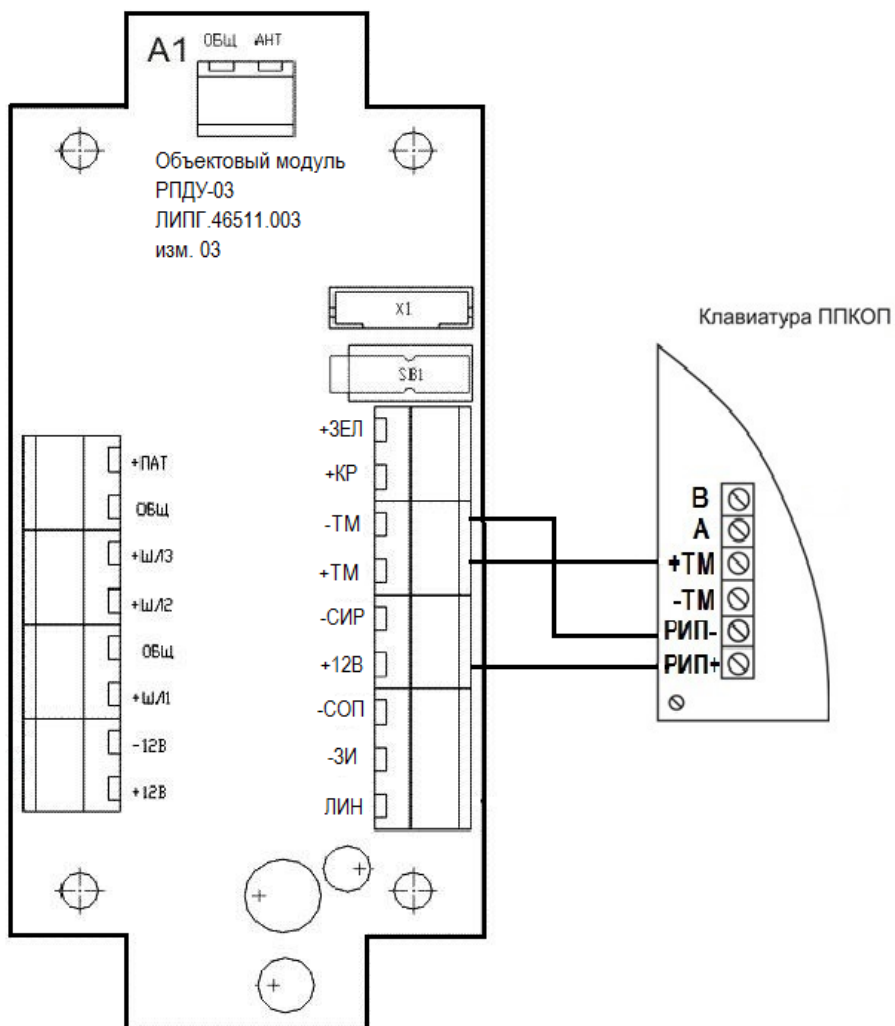 A1
ОБЩ АНТ
Объектовый модуль
РПДУ-03
ЛИПГ.46511.003
изм. 03
X1
SB1
+ПАТ
ОБЩ
+ШЛ3
+ШЛ2
ОБЩ
+ШЛ1
-12В
+12В
+ЗЕЛ
+КР
-ТМ
+ТМ
-СИР
+12В
-СОП
-ЗИ
ЛИН
+
+
+
Клавиатура ППКОП
В
А
+ТМ
-ТМ
РИП-
РИП+